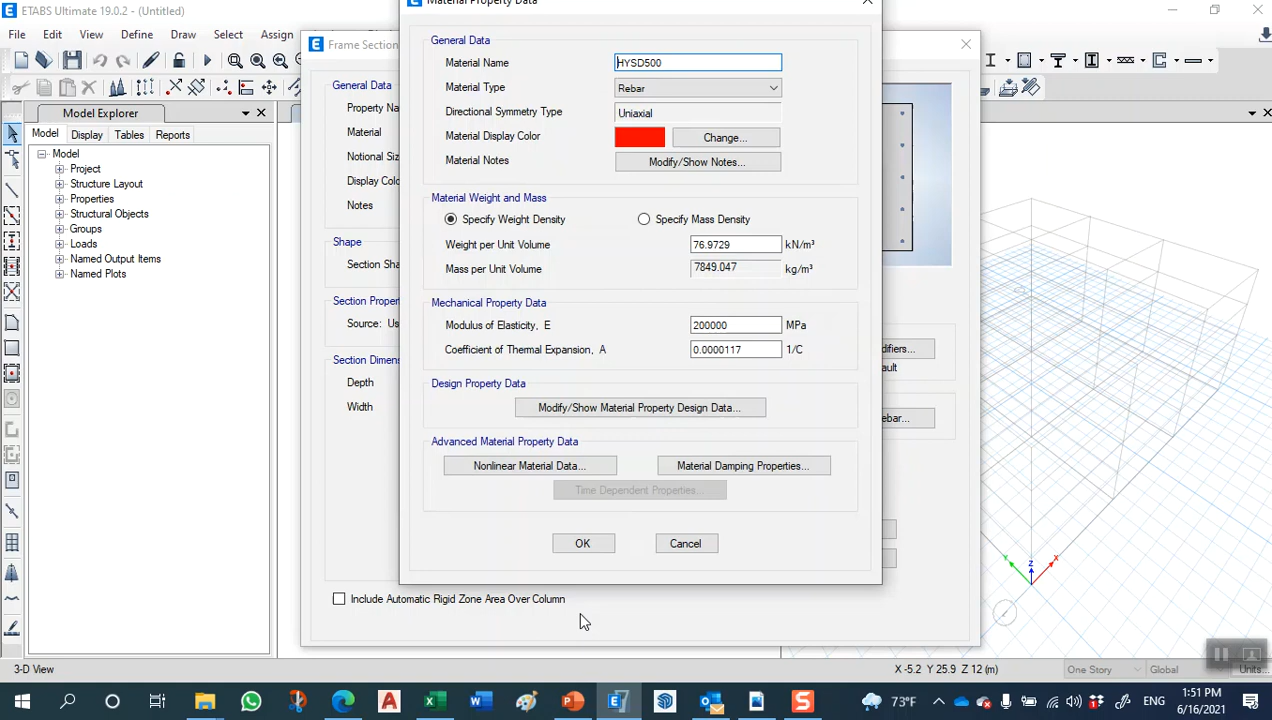 ETABS Ultimate 19.0.2 - (Untitled)
Material Property Data
File Edit View Define Draw Select Assign
Frame Section
Model Explorer
Model Display Tables Reports
Model
Project
Structure Layout
Properties
Structural Objects
Groups
Loads
Named Output Items
Named Plots
General Data
Property Na
Material
Notional Siz
Display Colo
Notes
Shape
Section Sha
Section Proper
Source: Us
Section Dimens
Depth
Width
Include Automatic Rigid Zone Area Over Column
General Data
Material Name HYSD500
Material Type Rebar
Directional Symmetry Type Uniaxial
Material Display Color Change...
Material Notes Modify/Show Notes...
Material Weight and Mass
Specify Weight Density Specify Mass Density
Weight per Unit Volume 76.9729 kN/m³
Mass per Unit Volume 7849.047 kg/m³
Mechanical Property Data
Modulus of Elasticity, E 200000 MPa
Coefficient of Thermal Expansion, A 0.0000117 1/C
Design Property Data
Modify/Show Material Property Design Data...
Advanced Material Property Data
Nonlinear Material Data... Material Damping Properties...
Time Dependent Properties...
OK Cancel
difiers...
ault
ebar...
Y X Z
3-D View X -5.2 Y 25.9 Z 12 (m) One Story Global Units...
73°F ENG 1:51 PM
6/16/2021